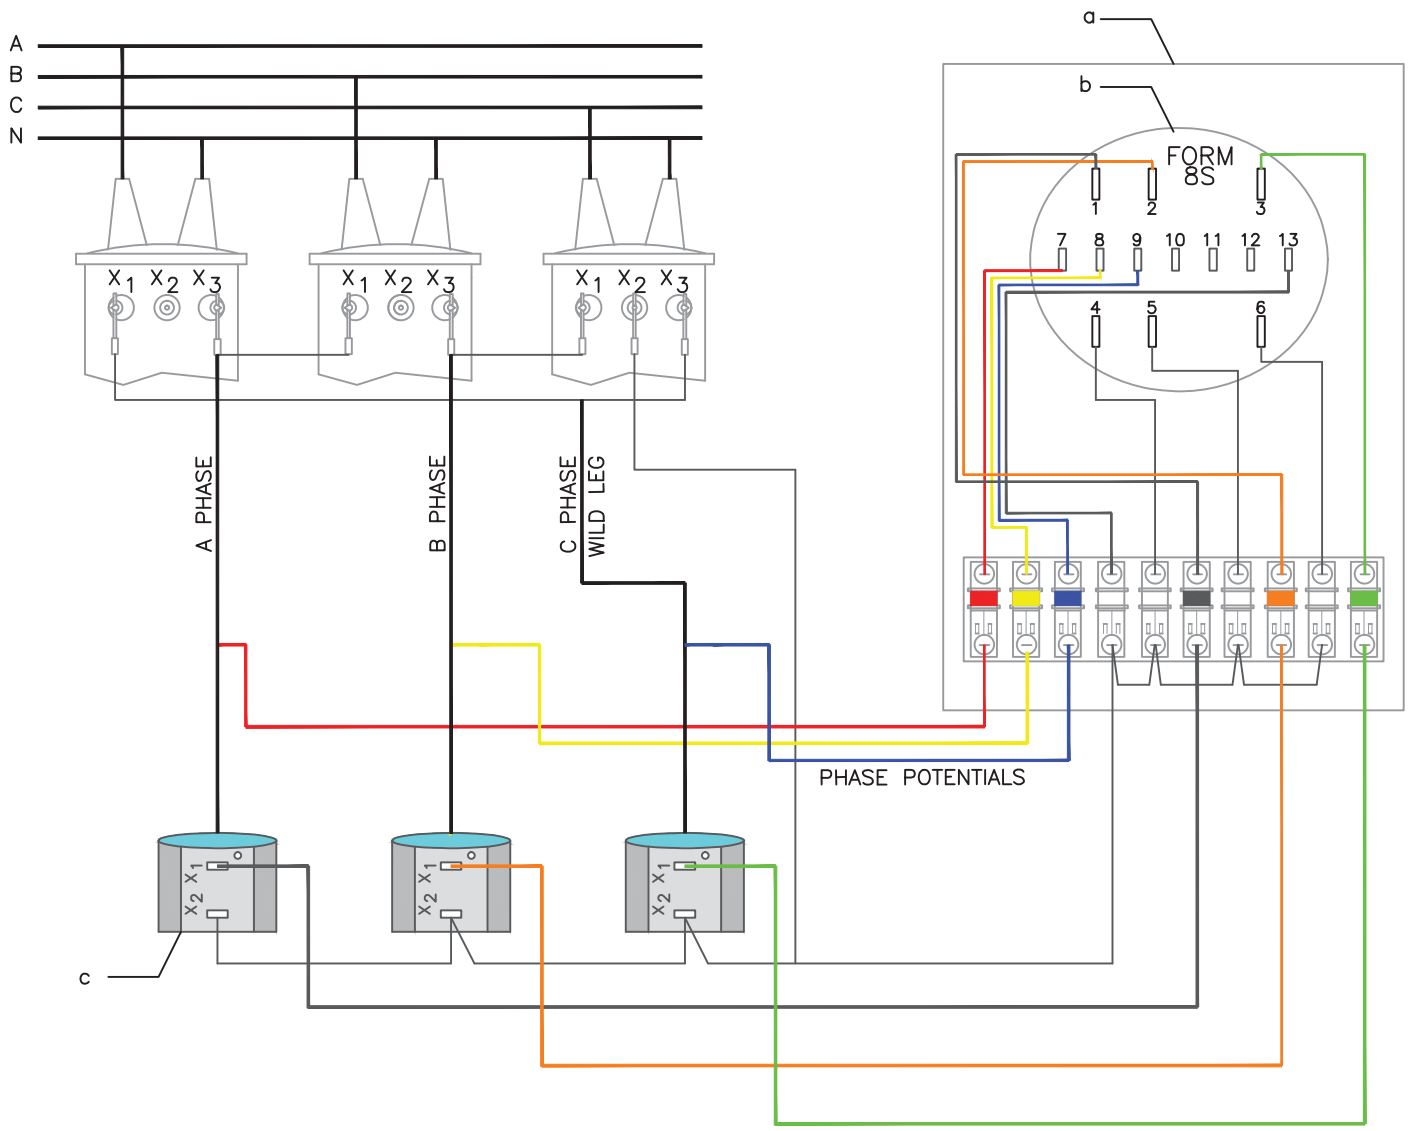 a
A
B
C
N
b
FORM
8S
1 2 3
7 8 9 10 11 12 13
4 5 6
X1 X2 X3
X1 X2 X3
X1 X2 X3
A PHASE
B PHASE
C PHASE
WILD LEG
PHASE POTENTIALS
X1
X2
X1
X2
X1
X2
c